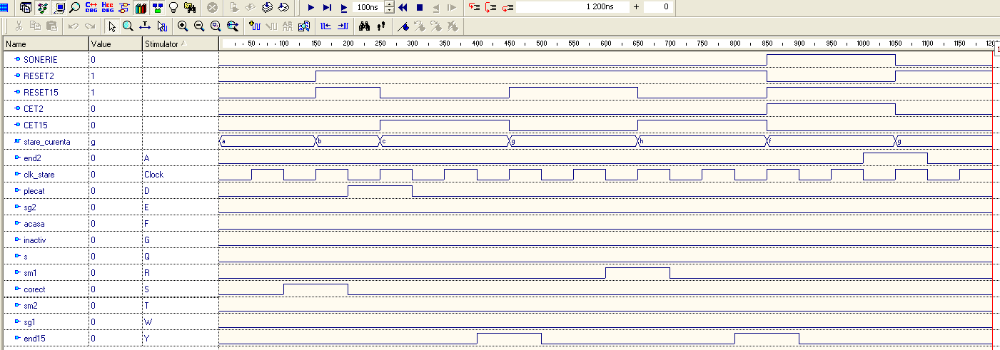 C++ DBG Hcc DBG 100ns 1 200ns + 0
Name Value Stimulator 50 100 150 200 250 300 350 400 450 500 550 600 650 700 750 800 850 900 950 1000 1050 1100 1150
SONERIE 0
RESET2 1
RESET15 1
CET2 0
CET15 0
stare_curenta g a b c g h f g
end2 0 A
clk_stare 0 Clock
plecat 0 D
sg2 0 E
acasa 0 F
inactiv 0 G
s 0 Q
sm1 0 R
corect 0 S
sm2 0 T
sg1 0 W
end15 0 Y